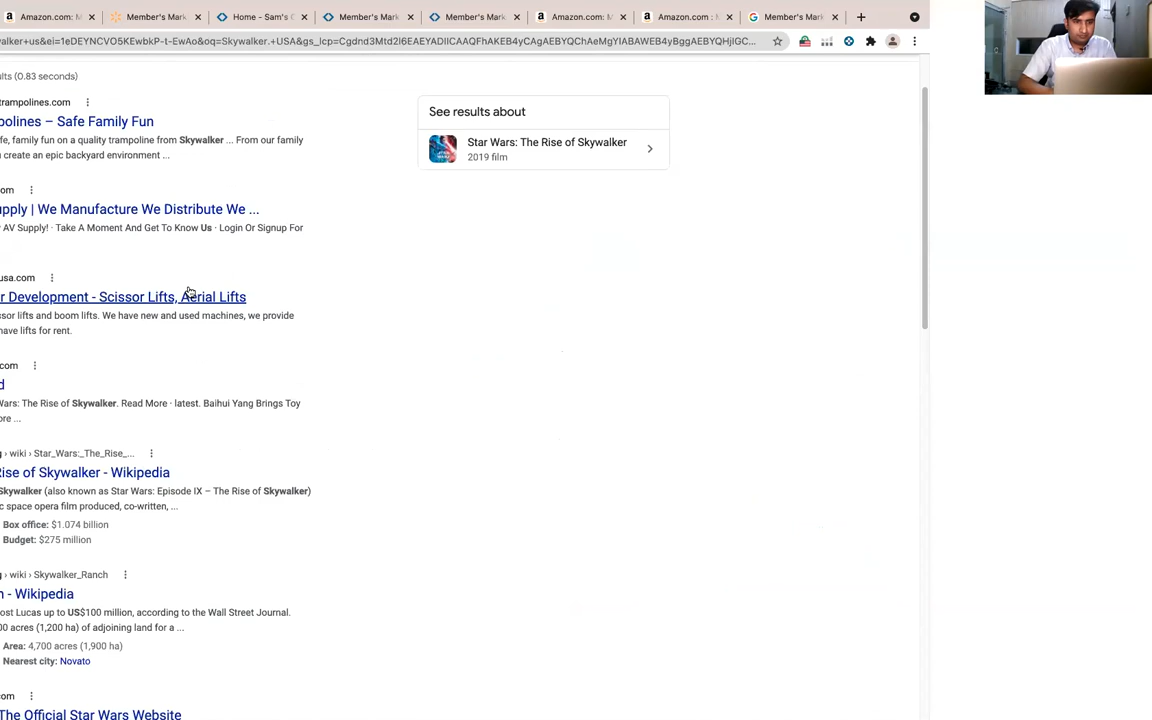 Amazon.com: M
Member's Mark
Home - Sam's C
Member's Mark
Member's Mark
Amazon.com: M
Amazon.com : M
Member's Mark
alker+us&ei=1eDEYNCVO5KEwbkP-t-EwAo&oq=Skywalker.+USA&gs_lcp=Cgdnd3Mtd2l6EAEYADIICAAQFhAKEB4yCAgAEBYQChAeMgYIABAWEB4yBggAEBYQHjIGC...
ults (0.83 seconds)
trampolines.com
polines – Safe Family Fun
fe, family fun on a quality trampoline from Skywalker ... From our family
u create an epic backyard environment ...
See results about
Star Wars: The Rise of Skywalker
2019 film
om
upply | We Manufacture We Distribute We ...
AV Supply! · Take A Moment And Get To Know Us · Login Or Signup For
usa.com
r Development - Scissor Lifts, Aerial Lifts
ssor lifts and boom lifts. We have new and used machines, we provide
have lifts for rent.
com
d
Wars: The Rise of Skywalker. Read More · latest. Baihui Yang Brings Toy
ore ...
g › wiki › Star_Wars:_The_Rise_...
Rise of Skywalker - Wikipedia
Skywalker (also known as Star Wars: Episode IX – The Rise of Skywalker)
c space opera film produced, co-written, ...
Box office: $1.074 billion
Budget: $275 million
g › wiki › Skywalker_Ranch
n - Wikipedia
ost Lucas up to US$100 million, according to the Wall Street Journal.
00 acres (1,200 ha) of adjoining land for a ...
Area: 4,700 acres (1,900 ha)
Nearest city: Novato
com
The Official Star Wars Website